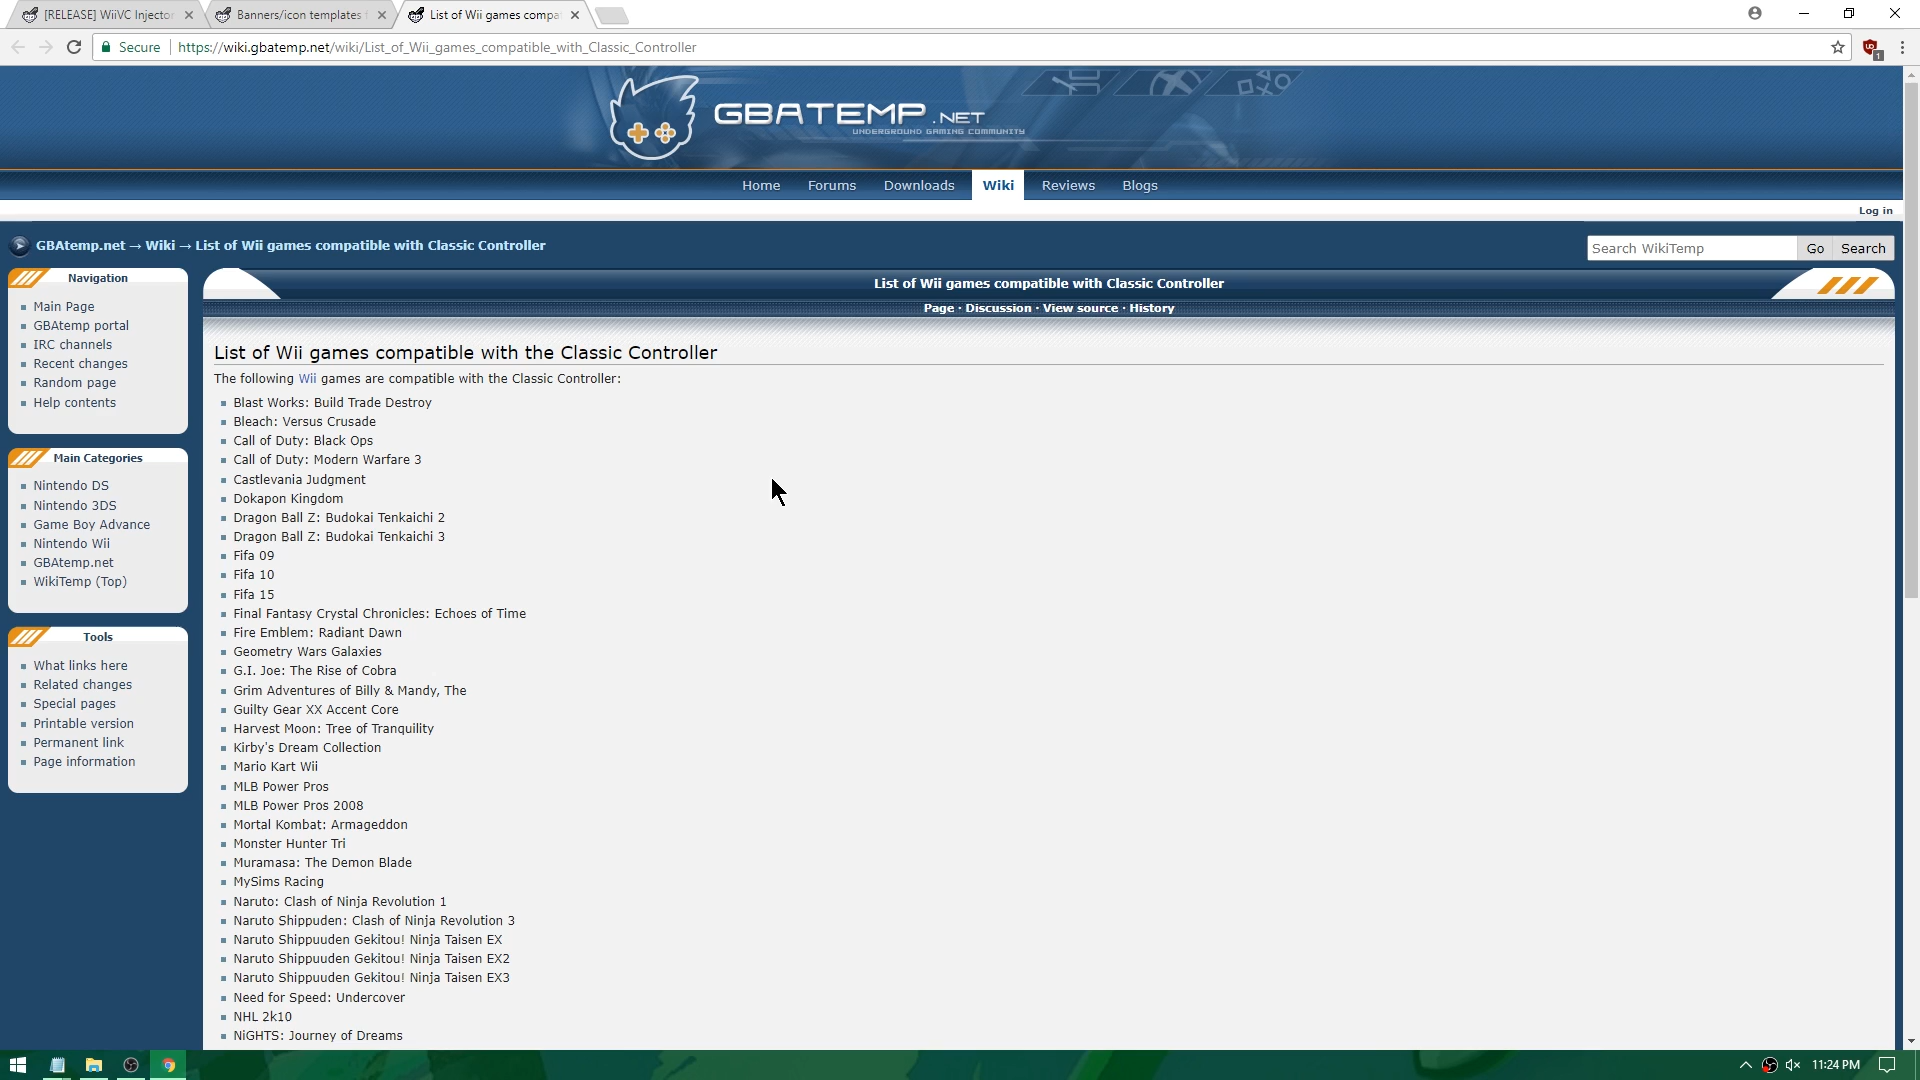 [RELEASE] WiiVC Injector
Banners/icon templates f
List of Wii games compat
Secure
https://wiki.gbatemp.net/wiki/List_of_Wii_games_compatible_with_Classic_Controller
1
GBATEMP.NET
UNDERGROUND GAMING COMMUNITY
Home Forums Downloads Wiki Reviews Blogs
Log in
GBAtemp.net → Wiki → List of Wii games compatible with Classic Controller
Search WikiTemp Go Search
Navigation
Main Page
GBAtemp portal
IRC channels
Recent changes
Random page
Help contents
Main Categories
Nintendo DS
Nintendo 3DS
Game Boy Advance
Nintendo Wii
GBAtemp.net
WikiTemp (Top)
Tools
What links here
Related changes
Special pages
Printable version
Permanent link
Page information
List of Wii games compatible with Classic Controller
Page · Discussion · View source · History
List of Wii games compatible with the Classic Controller
The following Wii games are compatible with the Classic Controller:
Blast Works: Build Trade Destroy
Bleach: Versus Crusade
Call of Duty: Black Ops
Call of Duty: Modern Warfare 3
Castlevania Judgment
Dokapon Kingdom
Dragon Ball Z: Budokai Tenkaichi 2
Dragon Ball Z: Budokai Tenkaichi 3
Fifa 09
Fifa 10
Fifa 15
Final Fantasy Crystal Chronicles: Echoes of Time
Fire Emblem: Radiant Dawn
Geometry Wars Galaxies
G.I. Joe: The Rise of Cobra
Grim Adventures of Billy & Mandy, The
Guilty Gear XX Accent Core
Harvest Moon: Tree of Tranquility
Kirby's Dream Collection
Mario Kart Wii
MLB Power Pros
MLB Power Pros 2008
Mortal Kombat: Armageddon
Monster Hunter Tri
Muramasa: The Demon Blade
MySims Racing
Naruto: Clash of Ninja Revolution 1
Naruto Shippuden: Clash of Ninja Revolution 3
Naruto Shippuuden Gekitou! Ninja Taisen EX
Naruto Shippuuden Gekitou! Ninja Taisen EX2
Naruto Shippuuden Gekitou! Ninja Taisen EX3
Need for Speed: Undercover
NHL 2k10
NiGHTS: Journey of Dreams
11:24 PM